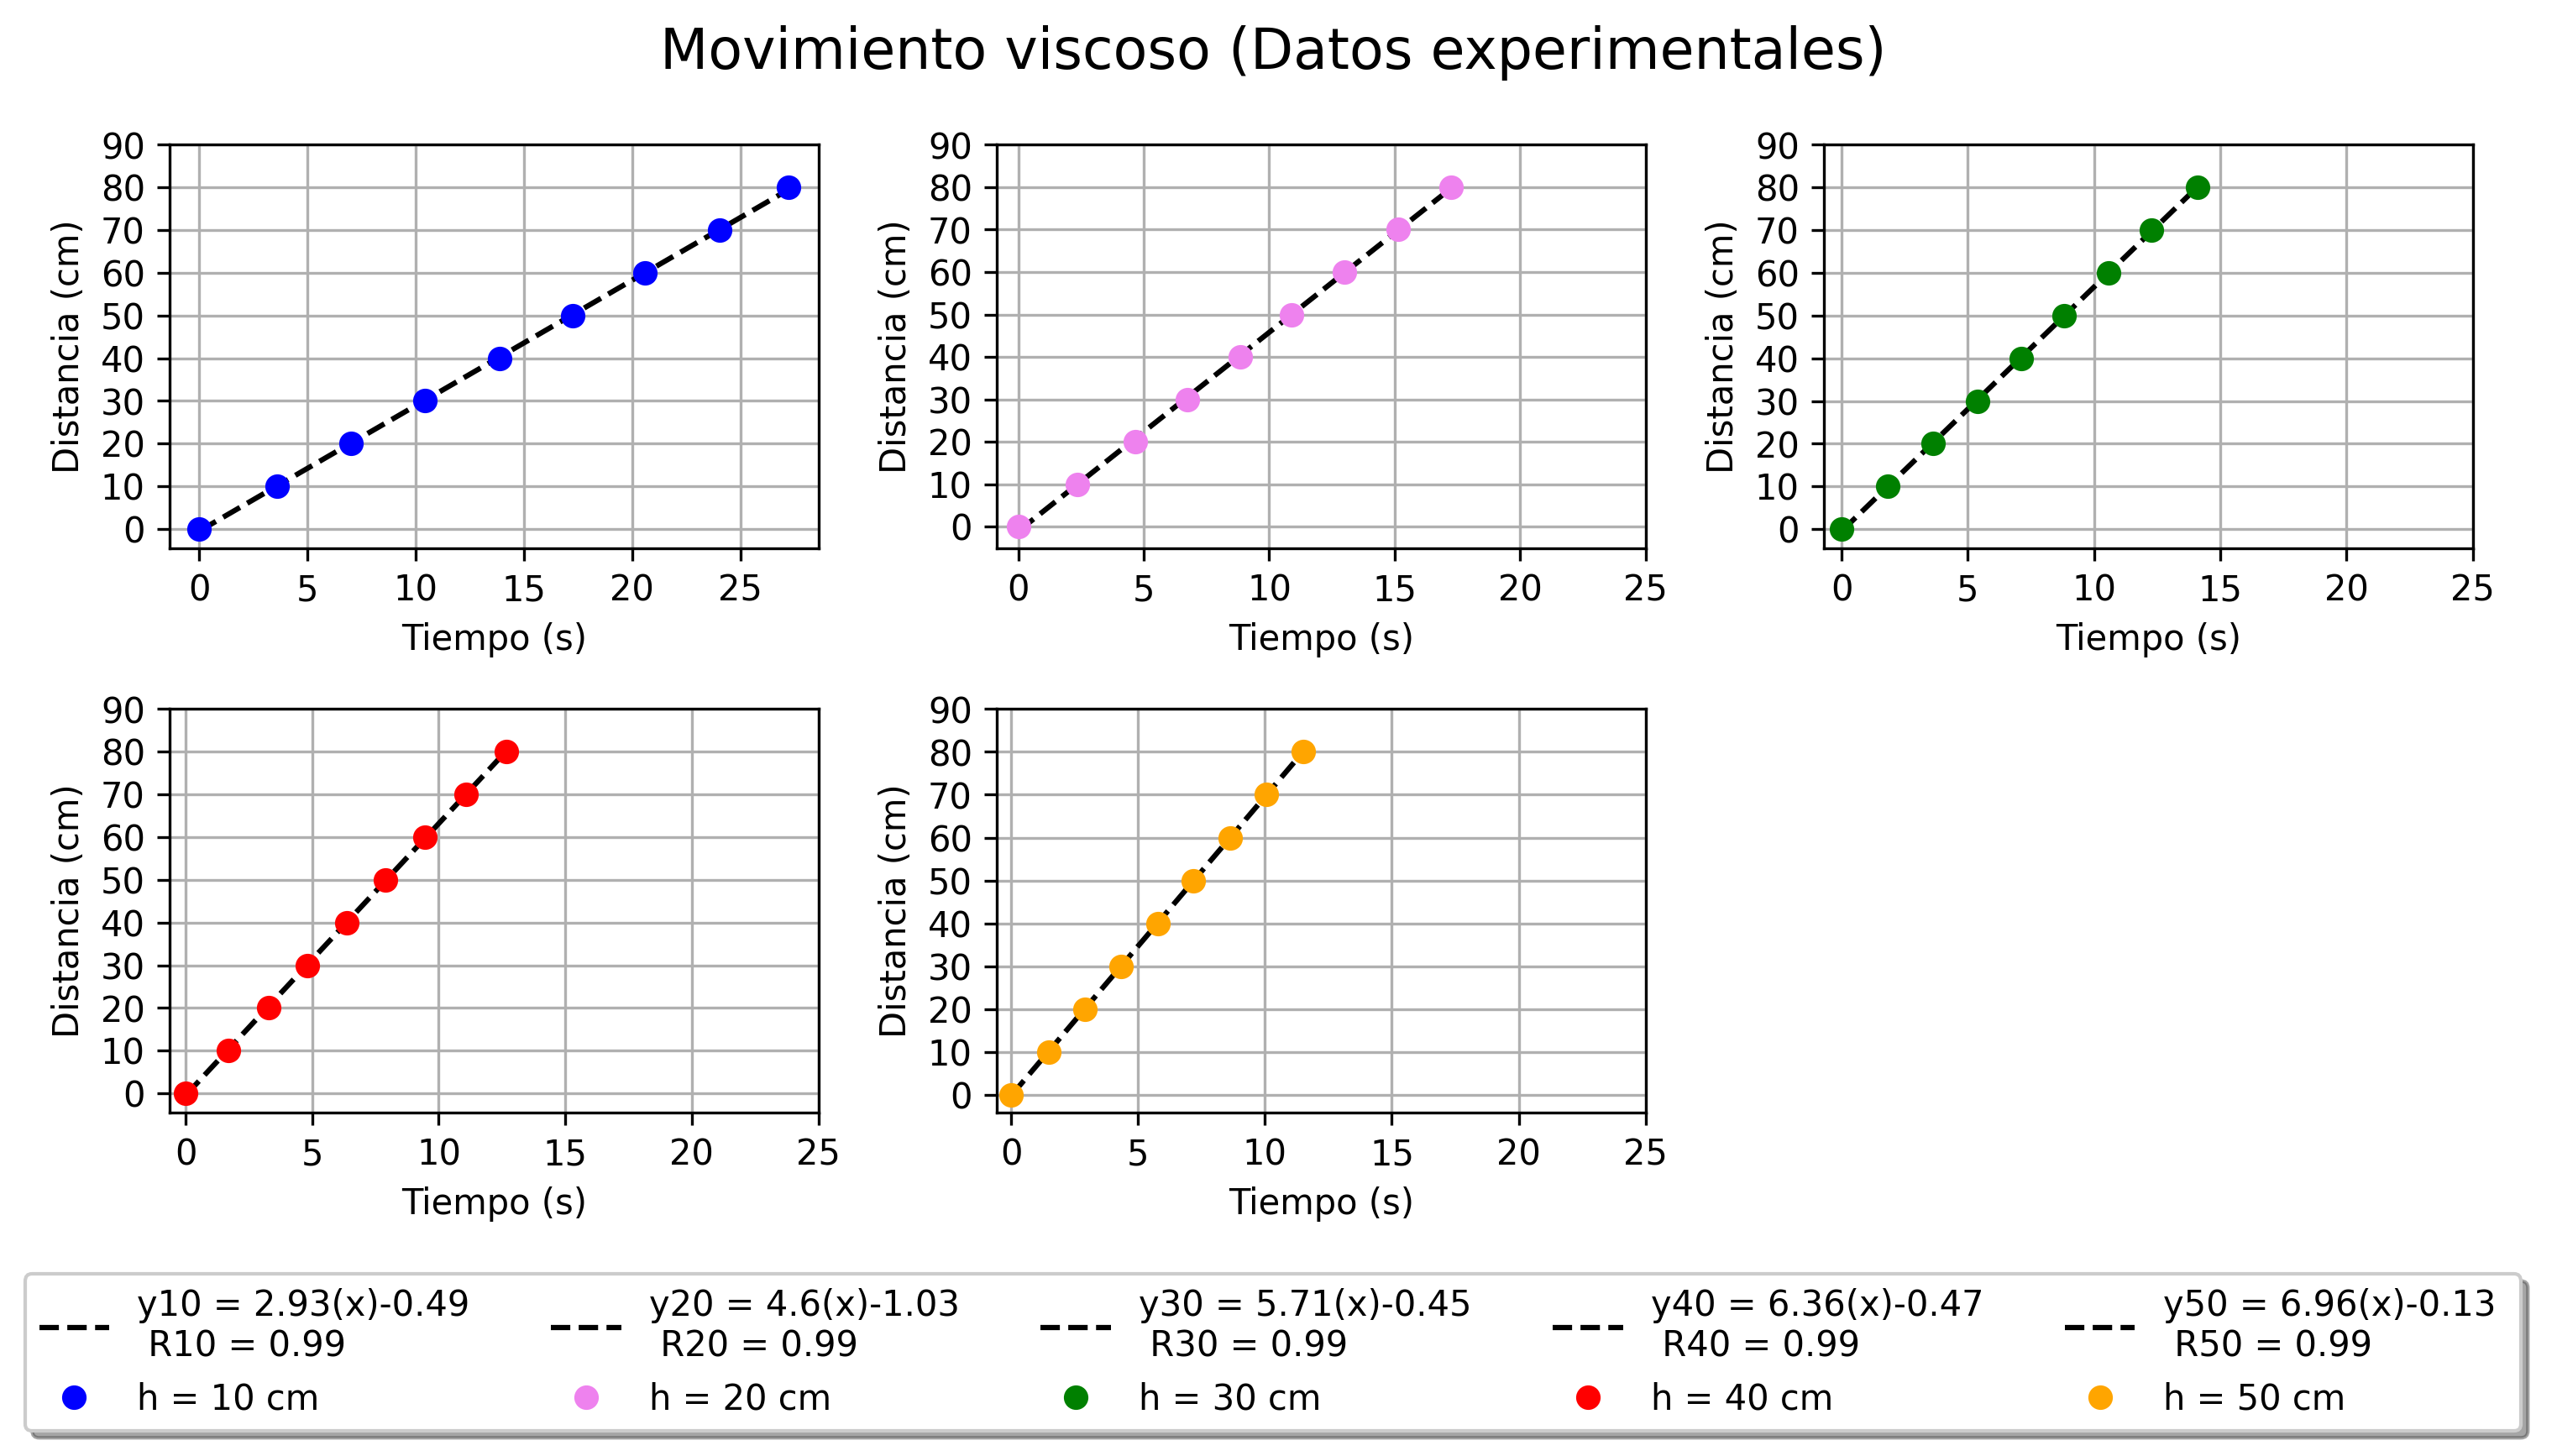 Movimiento viscoso (Datos experimentales)
90
80
70
60
50
40
30
20
10
0
Distancia (cm)
0 5 10 15 20 25
Tiempo (s)
90
80
70
60
50
40
30
20
10
0
Distancia (cm)
0 5 10 15 20 25
Tiempo (s)
90
80
70
60
50
40
30
20
10
0
Distancia (cm)
0 5 10 15 20 25
Tiempo (s)
90
80
70
60
50
40
30
20
10
0
Distancia (cm)
0 5 10 15 20 25
Tiempo (s)
90
80
70
60
50
40
30
20
10
0
Distancia (cm)
0 5 10 15 20 25
Tiempo (s)
y10 = 2.93(x)-0.49
R10 = 0.99
h = 10 cm
y20 = 4.6(x)-1.03
R20 = 0.99
h = 20 cm
y30 = 5.71(x)-0.45
R30 = 0.99
h = 30 cm
y40 = 6.36(x)-0.47
R40 = 0.99
h = 40 cm
y50 = 6.96(x)-0.13
R50 = 0.99
h = 50 cm